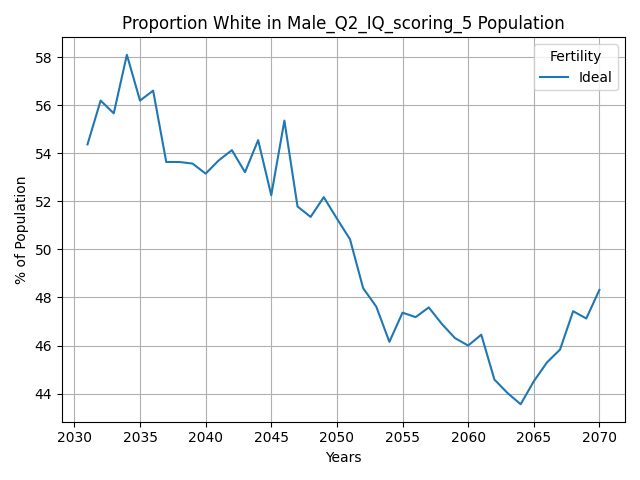 Proportion White in Male_Q2_IQ_scoring_5 Population
Fertility
Ideal
% of Population
58
56
54
52
50
48
46
44
2030 2035 2040 2045 2050 2055 2060 2065 2070
Years